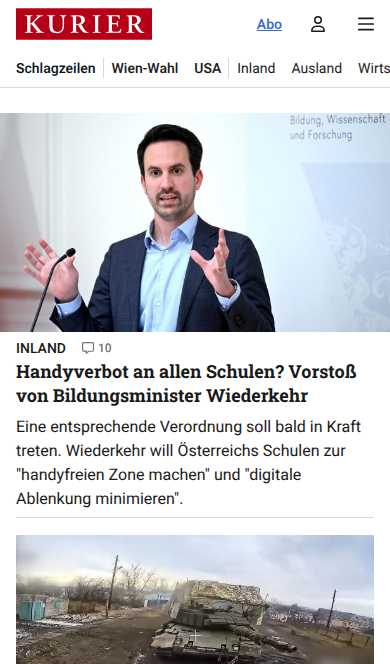 KURIER
Abo
Schlagzeilen Wien-Wahl USA Inland Ausland Wirts
Bildung, Wissenschaft
und Forschung
INLAND 10
Handyverbot an allen Schulen? Vorstoß
von Bildungsminister Wiederkehr
Eine entsprechende Verordnung soll bald in Kraft
treten. Wiederkehr will Österreichs Schulen zur
"handyfreien Zone machen" und "digitale
Ablenkung minimieren".